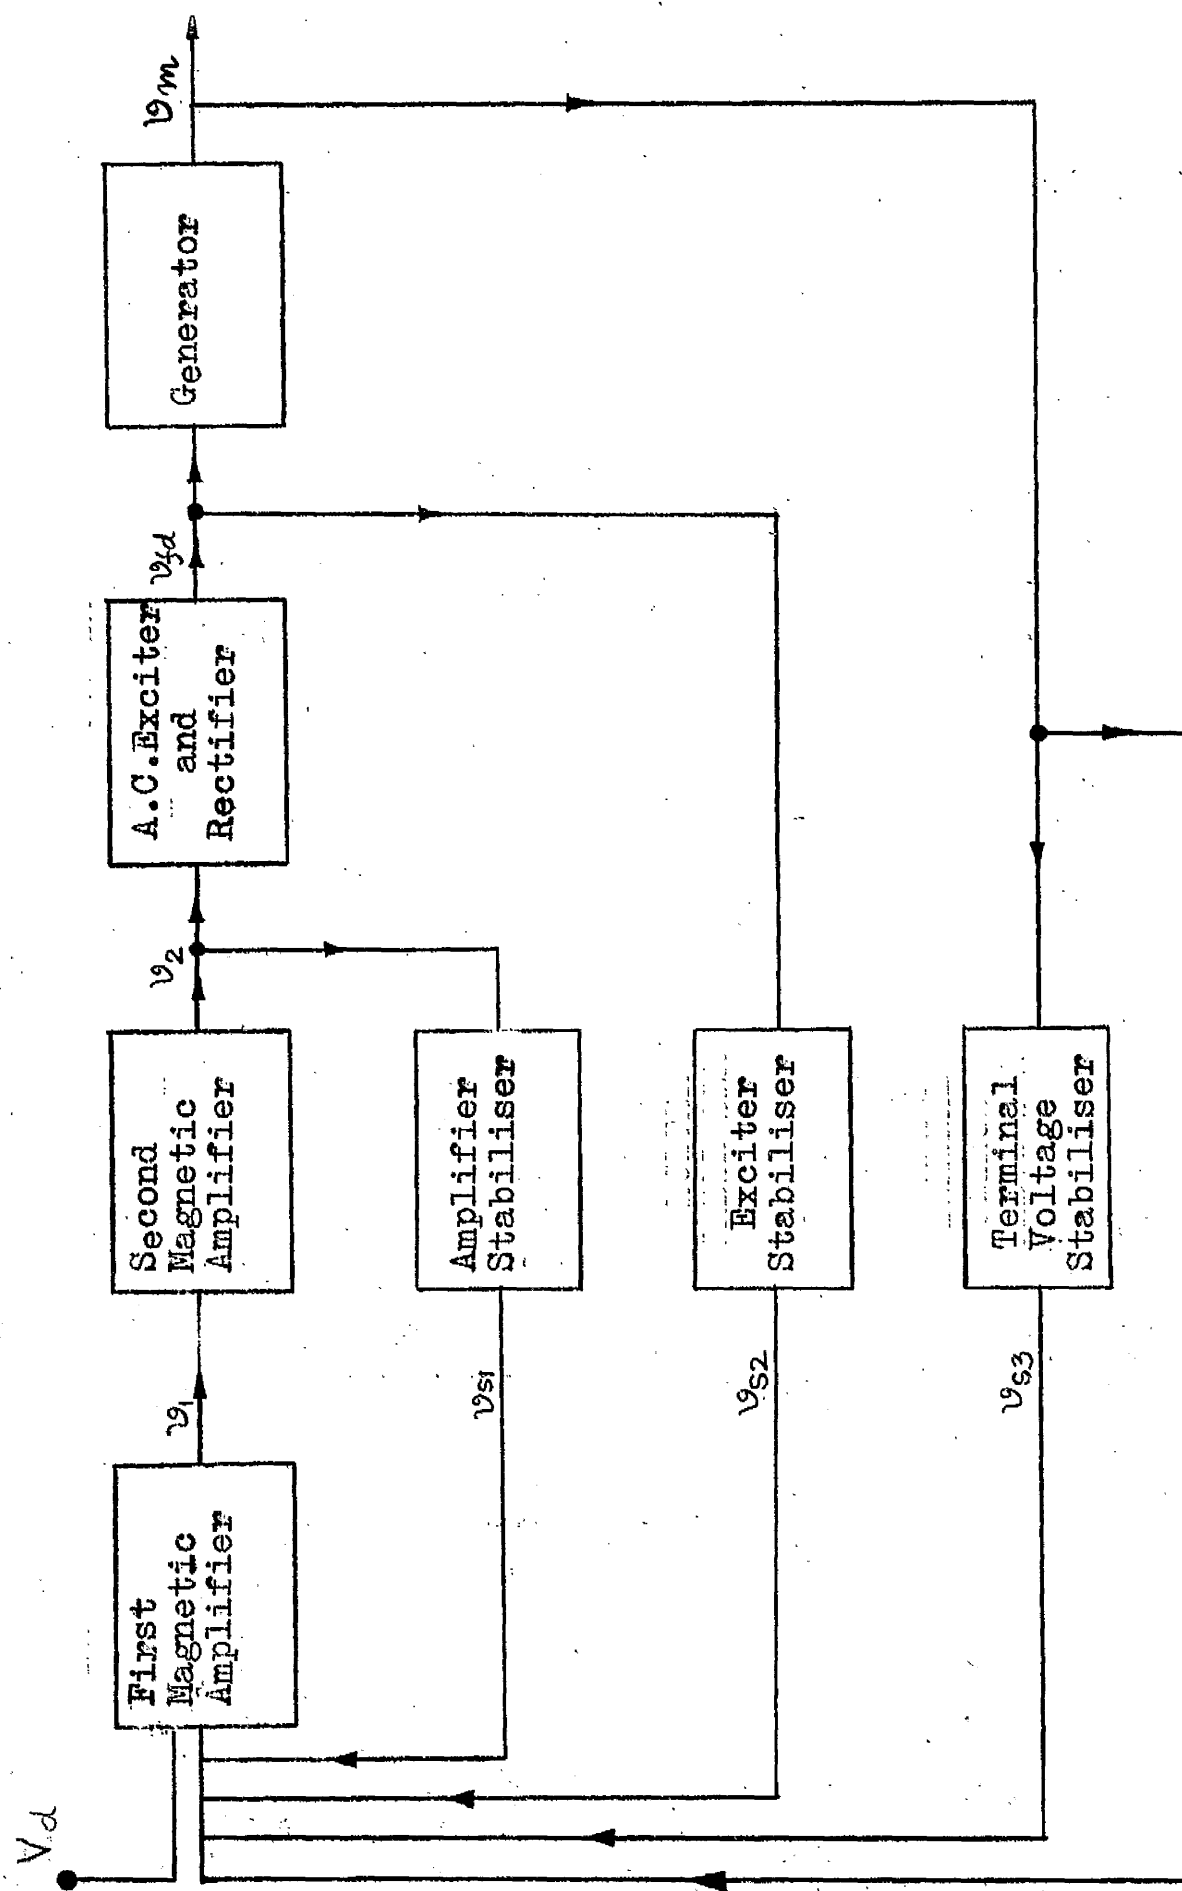 V_d
First
Magnetic
Amplifier
v_1
Second
Magnetic
Amplifier
v_2
A.C.Exciter
and
Rectifier
v_fd
Generator
v_m
v_s1
Amplifier
Stabiliser
v_s2
Exciter
Stabiliser
v_s3
Terminal
Voltage
Stabiliser